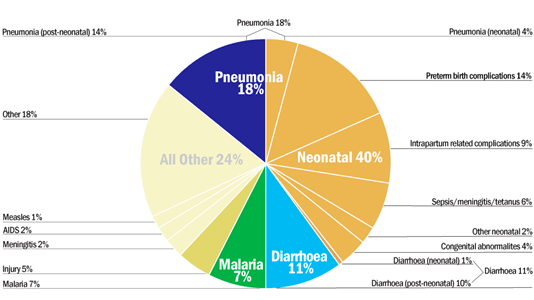 Pneumonia 18%
Pneumonia (post-neonatal) 14%
Pneumonia (neonatal) 4%
Pneumonia
18%
Preterm birth complications 14%
Other 18%
Intrapartum related complications 9%
All Other 24%
Neonatal 40%
Sepsis/meningitis/tetanus 6%
Measles 1%
AIDS 2%
Other neonatal 2%
Meningitis 2%
Congenital abnormalites 4%
Diarrhoea
11%
Diarrhoea (neonatal) 1%
Diarrhoea 11%
Injury 5%
Malaria
7%
Malaria 7%
Diarrhoea (post-neonatal) 10%